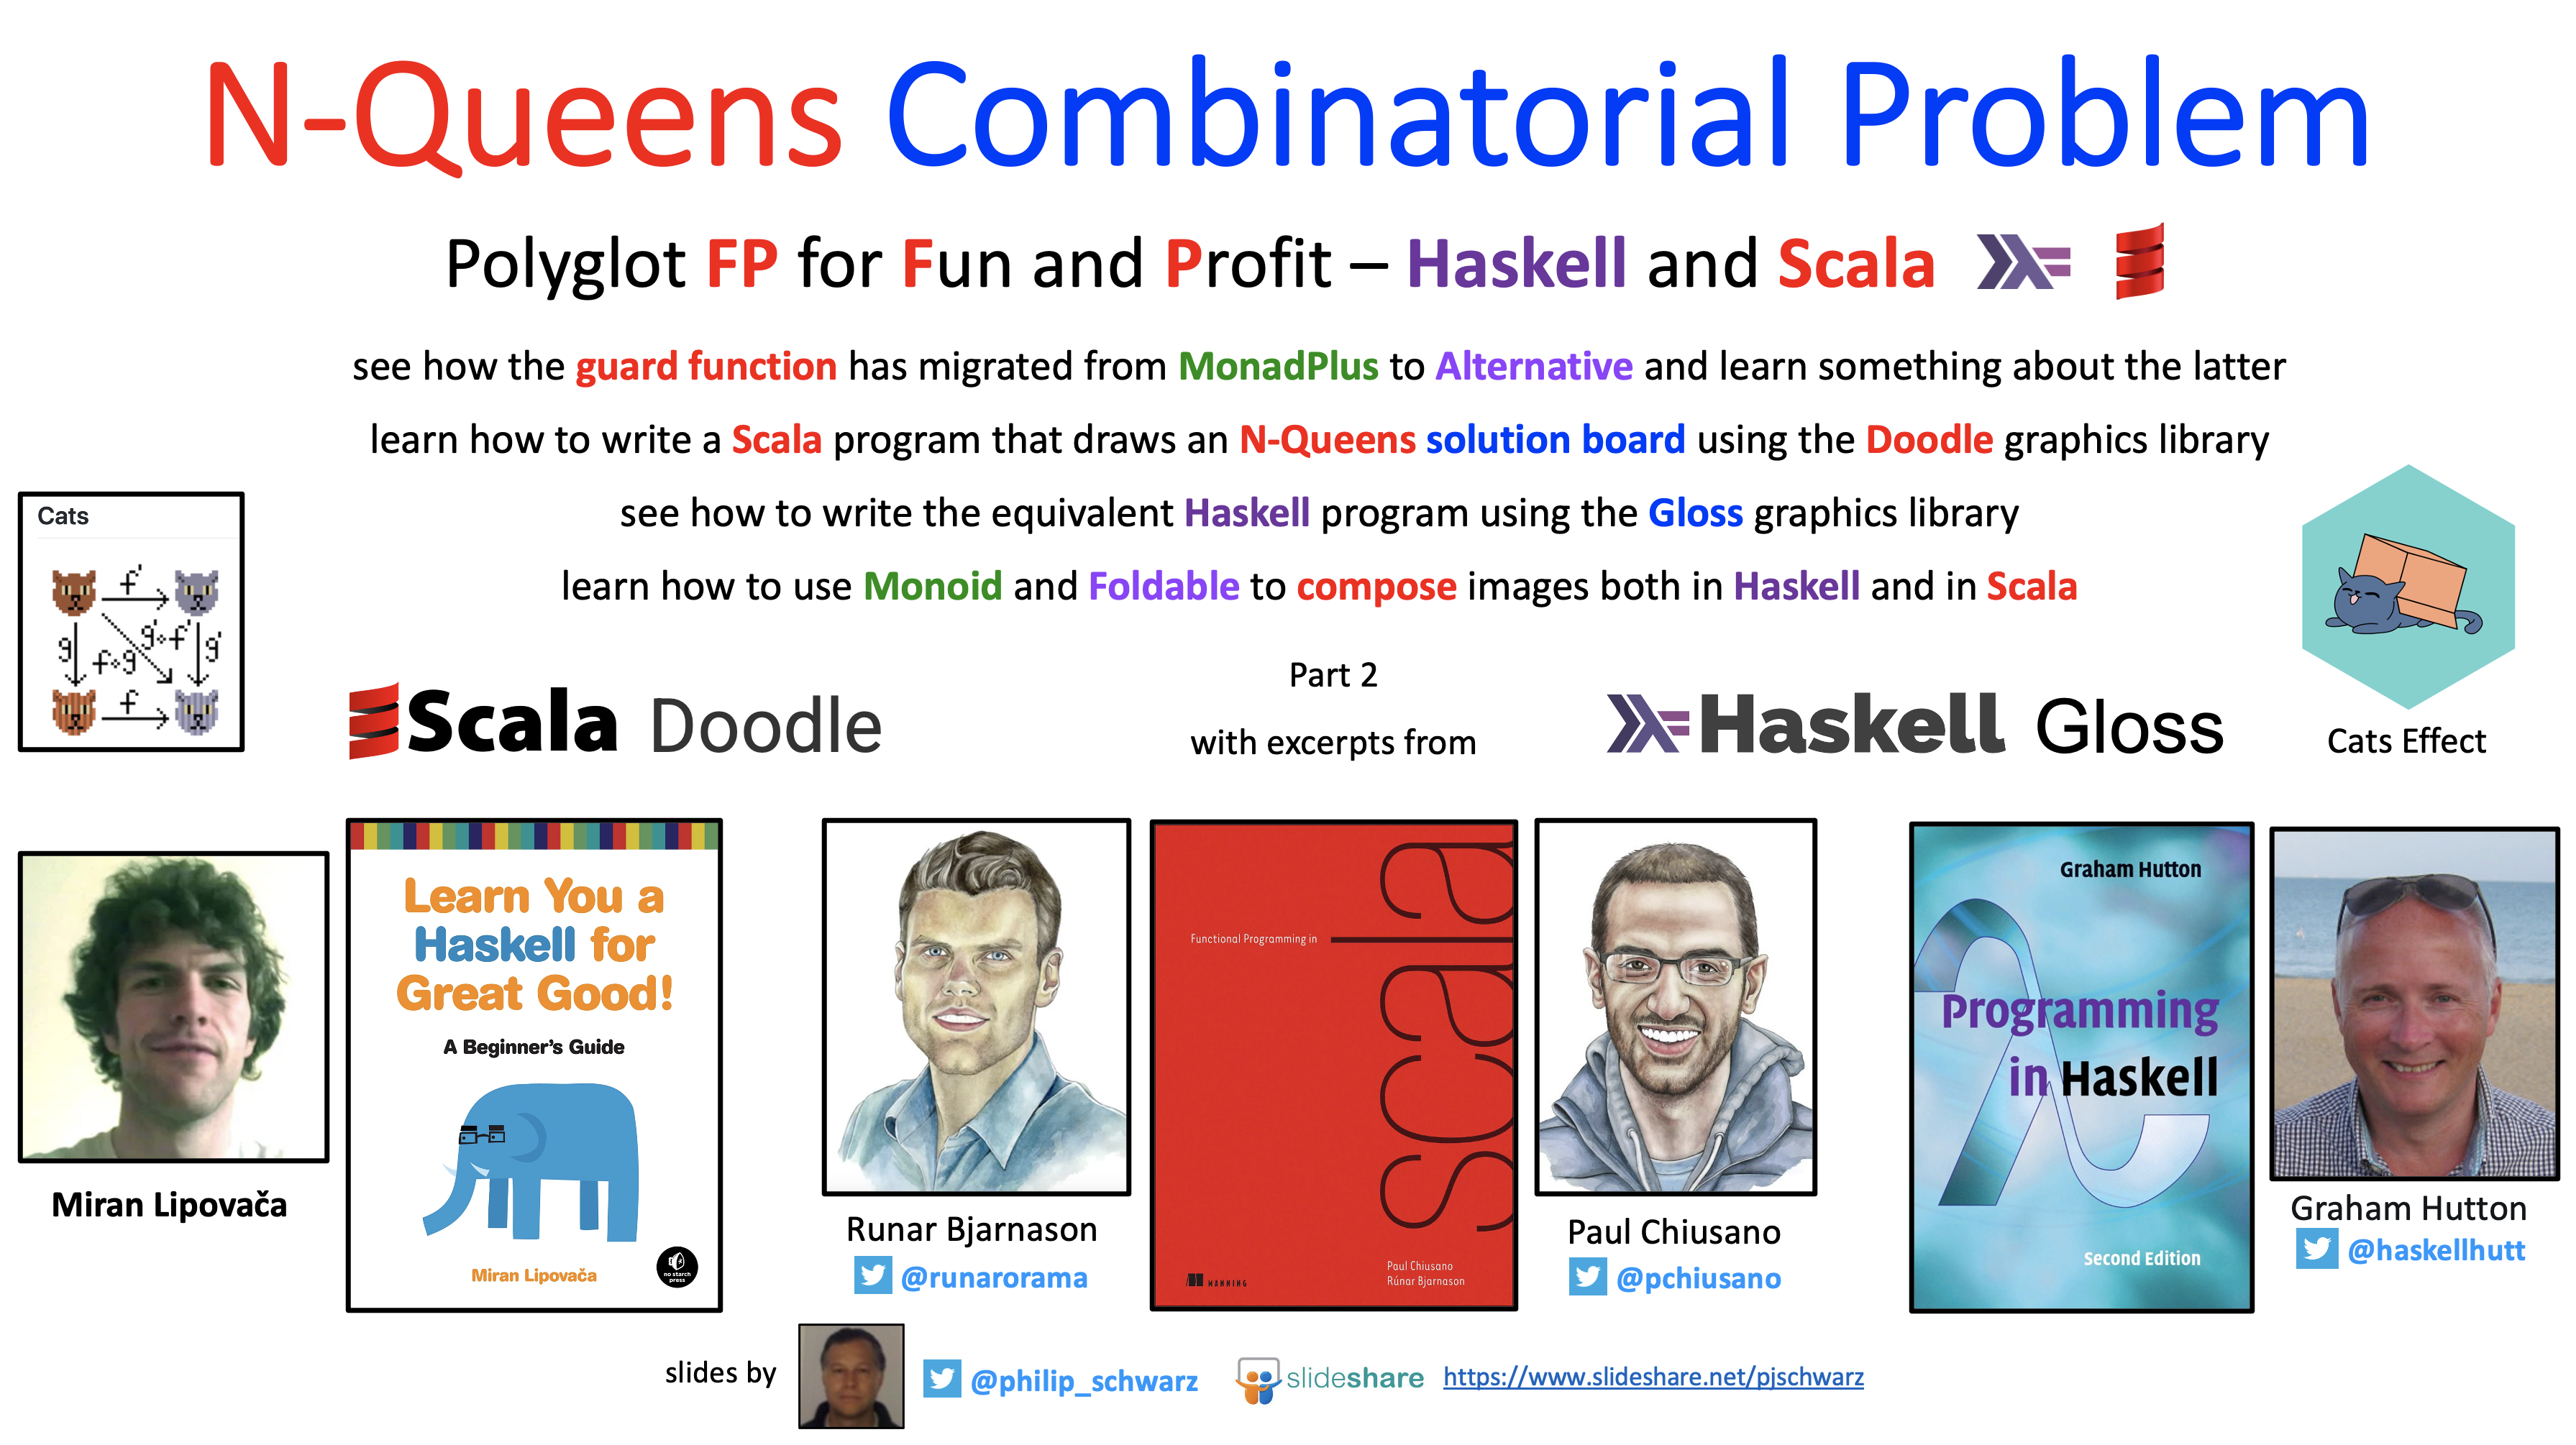 N-Queens Combinatorial Problem
Polyglot FP for Fun and Profit – Haskell and Scala
see how the guard function has migrated from MonadPlus to Alternative and learn something about the latter
learn how to write a Scala program that draws an N-Queens solution board using the Doodle graphics library
see how to write the equivalent Haskell program using the Gloss graphics library
learn how to use Monoid and Foldable to compose images both in Haskell and in Scala
Cats
f'
g
g∘f'
f∘g'
g'
f
Scala Doodle
Part 2
with excerpts from
Haskell Gloss
Cats Effect
Miran Lipovača
Learn You a
Haskell for
Great Good!
A Beginner's Guide
Miran Lipovača
no starch
press
Runar Bjarnason
@runarorama
Functional Programming in
scala
Paul Chiusano
Rúnar Bjarnason
MANNING
Paul Chiusano
@pchiusano
Graham Hutton
Programming
in Haskell
Second Edition
Graham Hutton
@haskellhutt
slides by
@philip_schwarz
slideshare
https://www.slideshare.net/pjschwarz